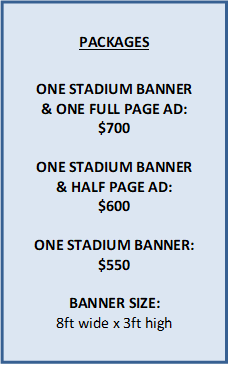 PACKAGES
ONE STADIUM BANNER
& ONE FULL PAGE AD:
$700
ONE STADIUM BANNER
& HALF PAGE AD:
$600
ONE STADIUM BANNER:
$550
BANNER SIZE:
8ft wide x 3ft high